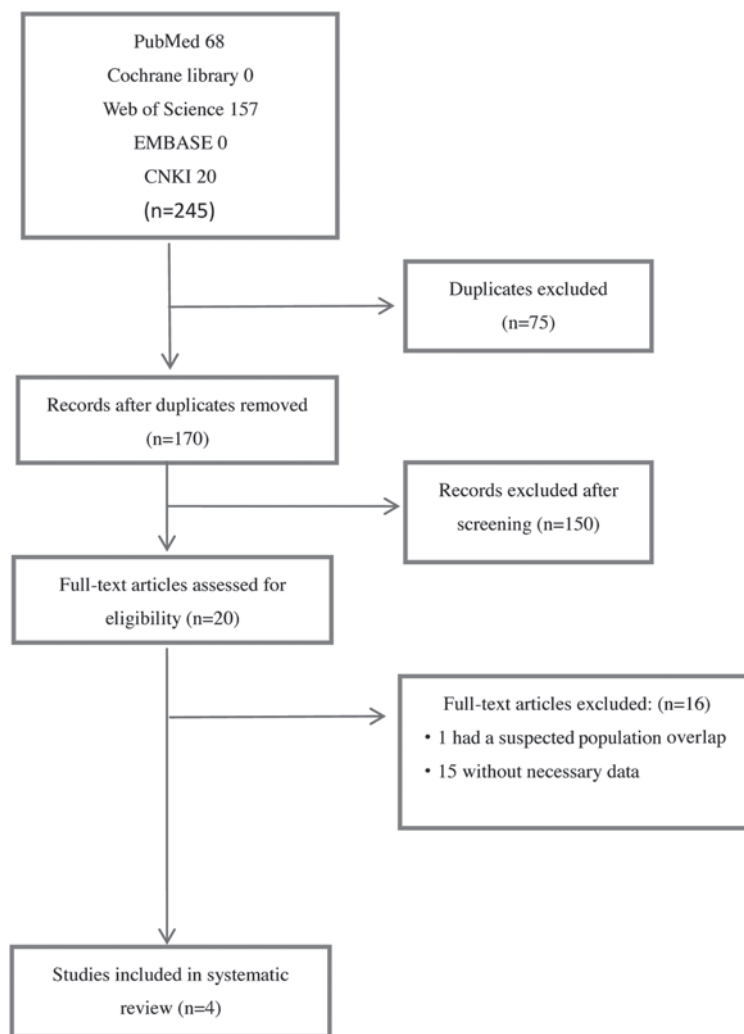 PubMed 68
Cochrane library 0
Web of Science 157
EMBASE 0
CNKI 20
(n=245)
Duplicates excluded
(n=75)
Records after duplicates removed
(n=170)
Records excluded after
screening (n=150)
Full-text articles assessed for
eligibility (n=20)
Full-text articles excluded: (n=16)
• 1 had a suspected population overlap
• 15 without necessary data
Studies included in systematic
review (n=4)